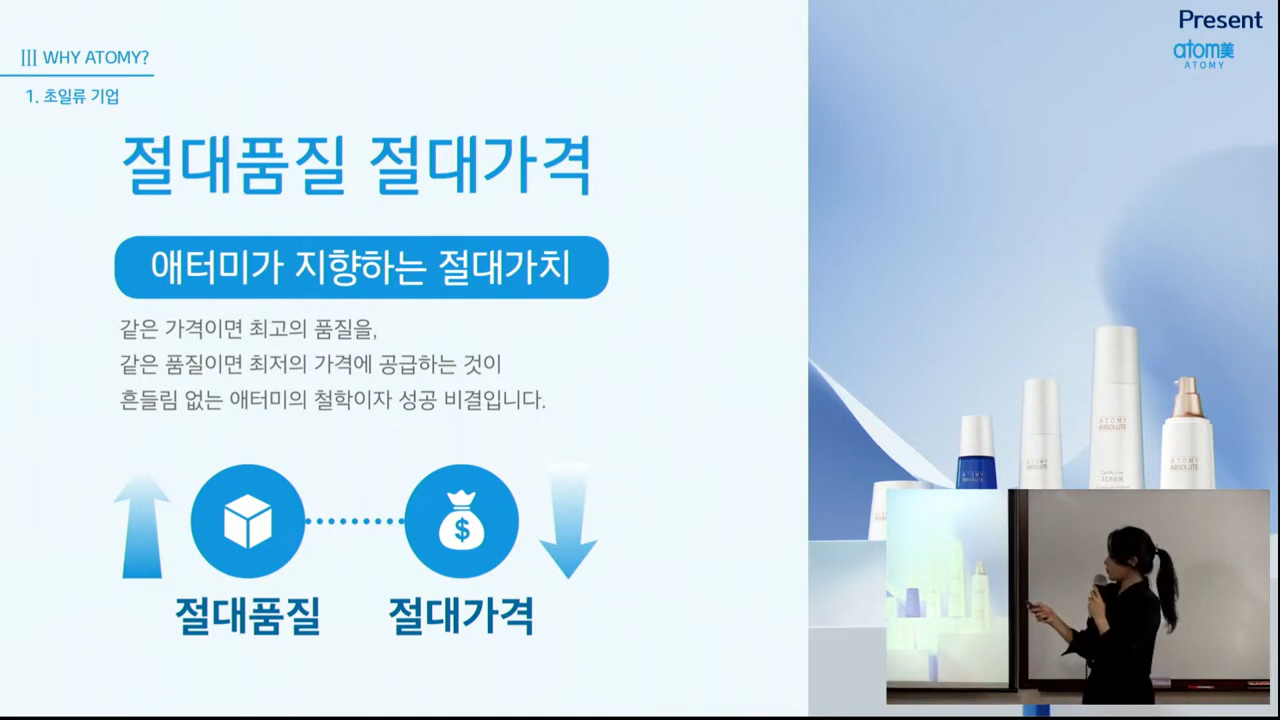 Present
atom美
ATOMY
III WHY ATOMY?
1. 초일류 기업
절대품질 절대가격
애터미가 지향하는 절대가치
같은 가격이면 최고의 품질을,
같은 품질이면 최저의 가격에 공급하는 것이
흔들림 없는 애터미의 철학이자 성공 비결입니다.
$
절대품질 절대가격
ATOMY
ABSOLUTE
TONER
ATOMY
ABSOLUTE
ATOMY
ABSOLUTE